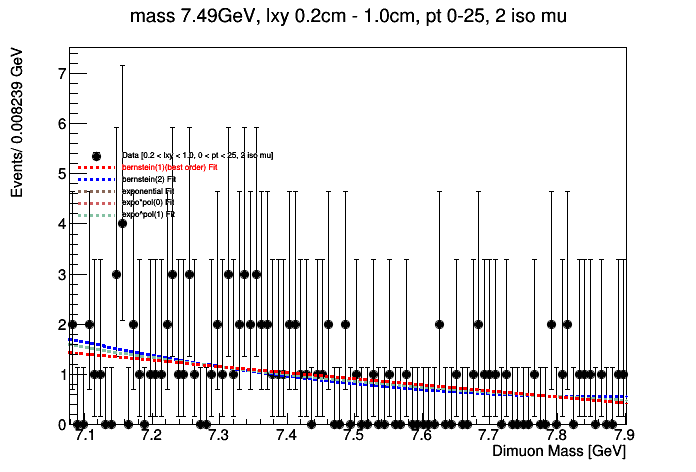 mass 7.49GeV, lxy 0.2cm - 1.0cm, pt 0-25, 2 iso mu
Events/ 0.008239 GeV
7
6
5
4
3
2
1
0
Data [0.2 < lxy < 1.0, 0 < pt < 25, 2 iso mu]
bernstein(1)(best order) Fit
bernstein(2) Fit
exponential Fit
expo*pol(0) Fit
expo*pol(1) Fit
7.1 7.2 7.3 7.4 7.5 7.6 7.7 7.8 7.9
Dimuon Mass [GeV]